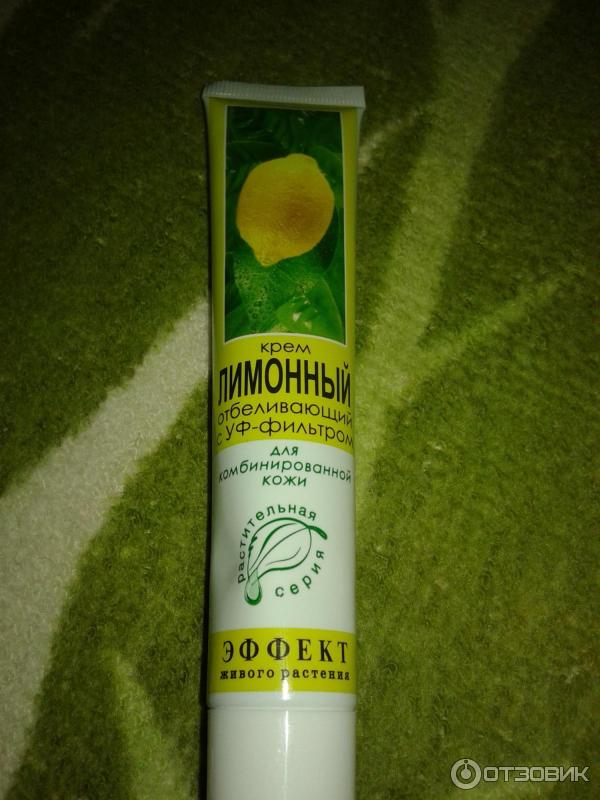 крем
ЛИМОННЫЙ
отбеливающий
с УФ-фильтром
для
комбинированной
кожи
растительная
серия
ЭФФЕКТ
живого растения
ОТЗОВИК